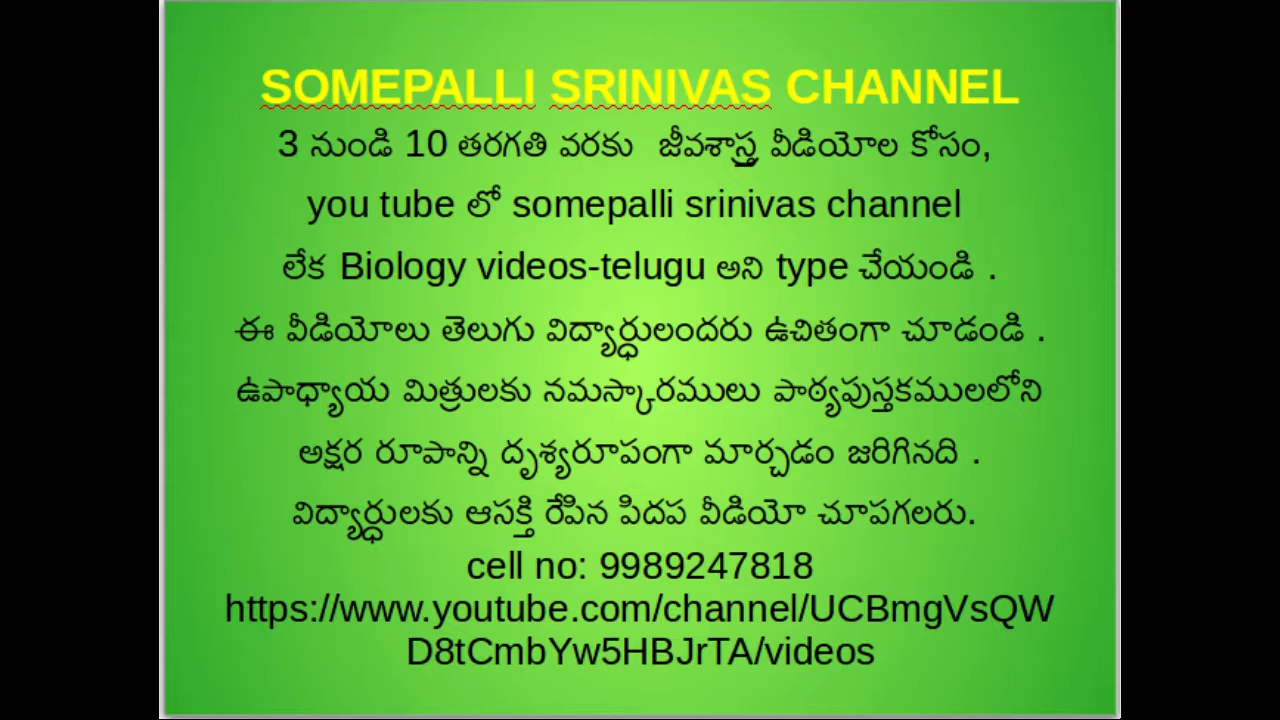 SOMEPALLI SRINIVAS CHANNEL
3 నుండి 10 తరగతి వరకు జీవశాస్త్ర వీడియోల కోసం,
you tube లో somepalli srinivas channel
లేక Biology videos-telugu అని type చేయండి .
ఈ వీడియోలు తెలుగు విద్యార్ధులందరు ఉచితంగా చూడండి .
ఉపాధ్యాయ మిత్రులకు నమస్కారములు పాఠ్యపుస్తకములలోని
అక్షర రూపాన్ని దృశ్యరూపంగా మార్చడం జరిగినది .
విద్యార్ధులకు ఆసక్తి రేపిన పిదప వీడియో చూపగలరు.
cell no: 9989247818
https://www.youtube.com/channel/UCBmgVsQW
D8tCmbYw5HBJrTA/videos